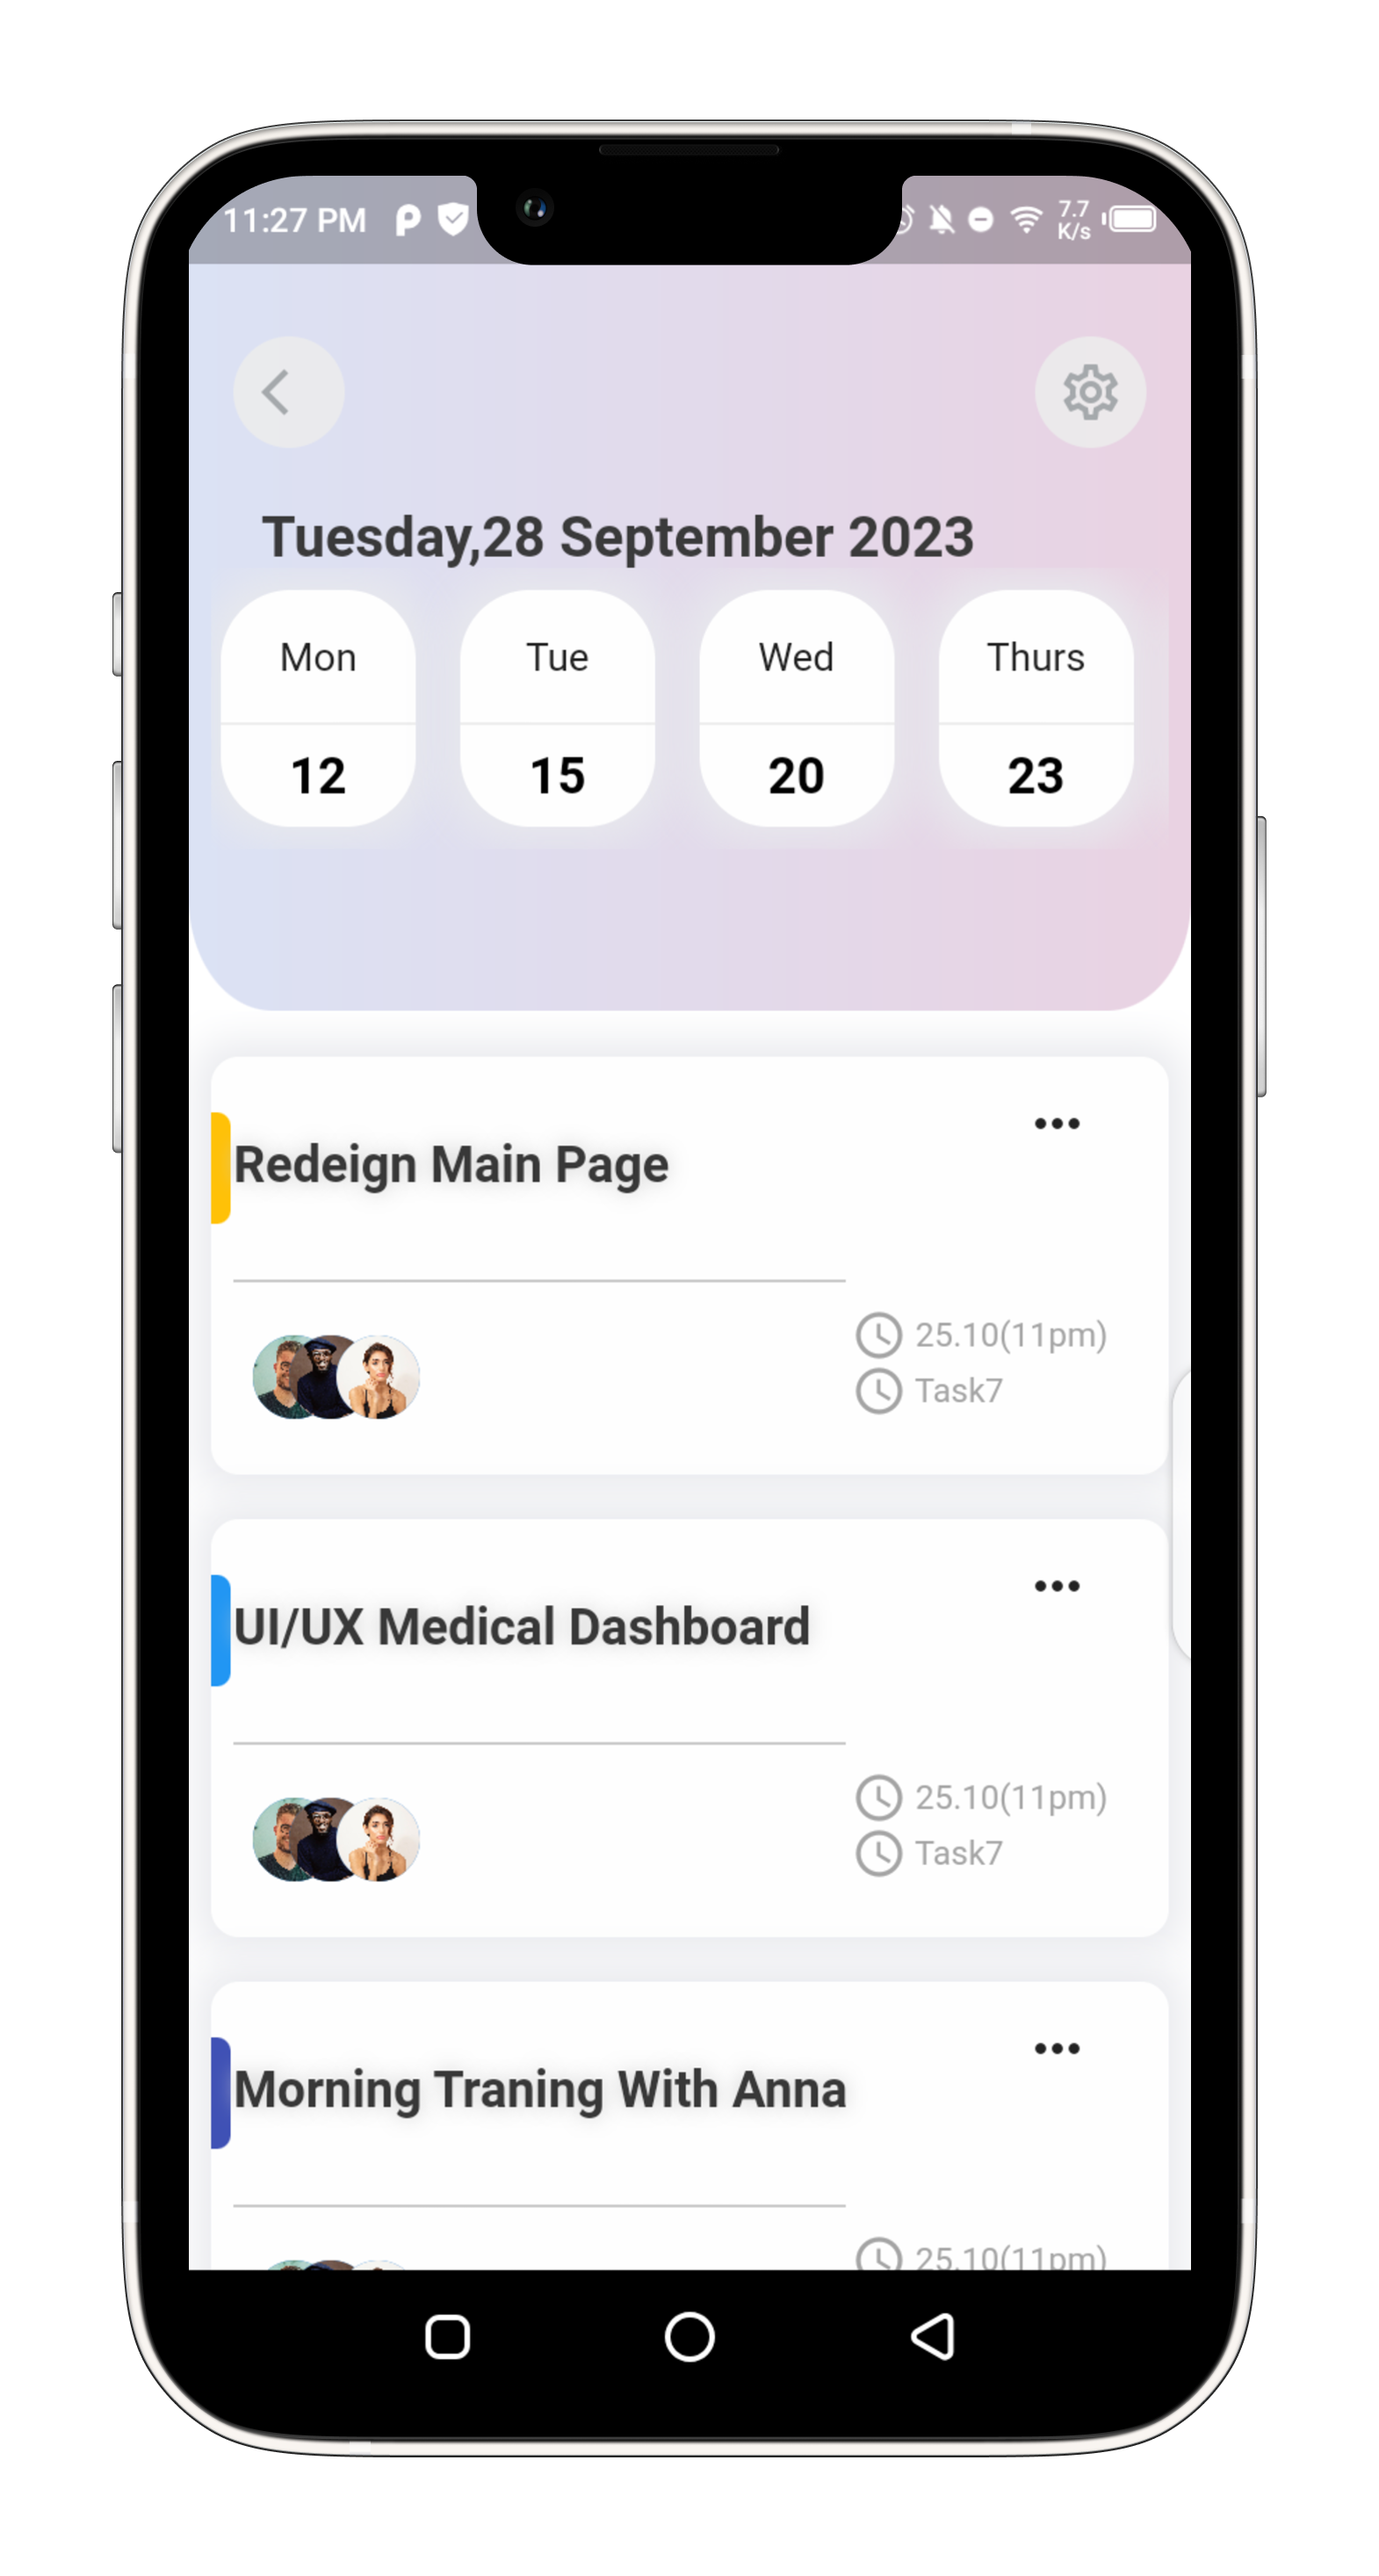 11:27 PM
7.7
K/s
Tuesday,28 September 2023
Mon
Tue
Wed
Thurs
12
15
20
23
Redeign Main Page
25.10(11pm)
Task7
UI/UX Medical Dashboard
25.10(11pm)
Task7
Morning Traning With Anna
25.10(11pm)